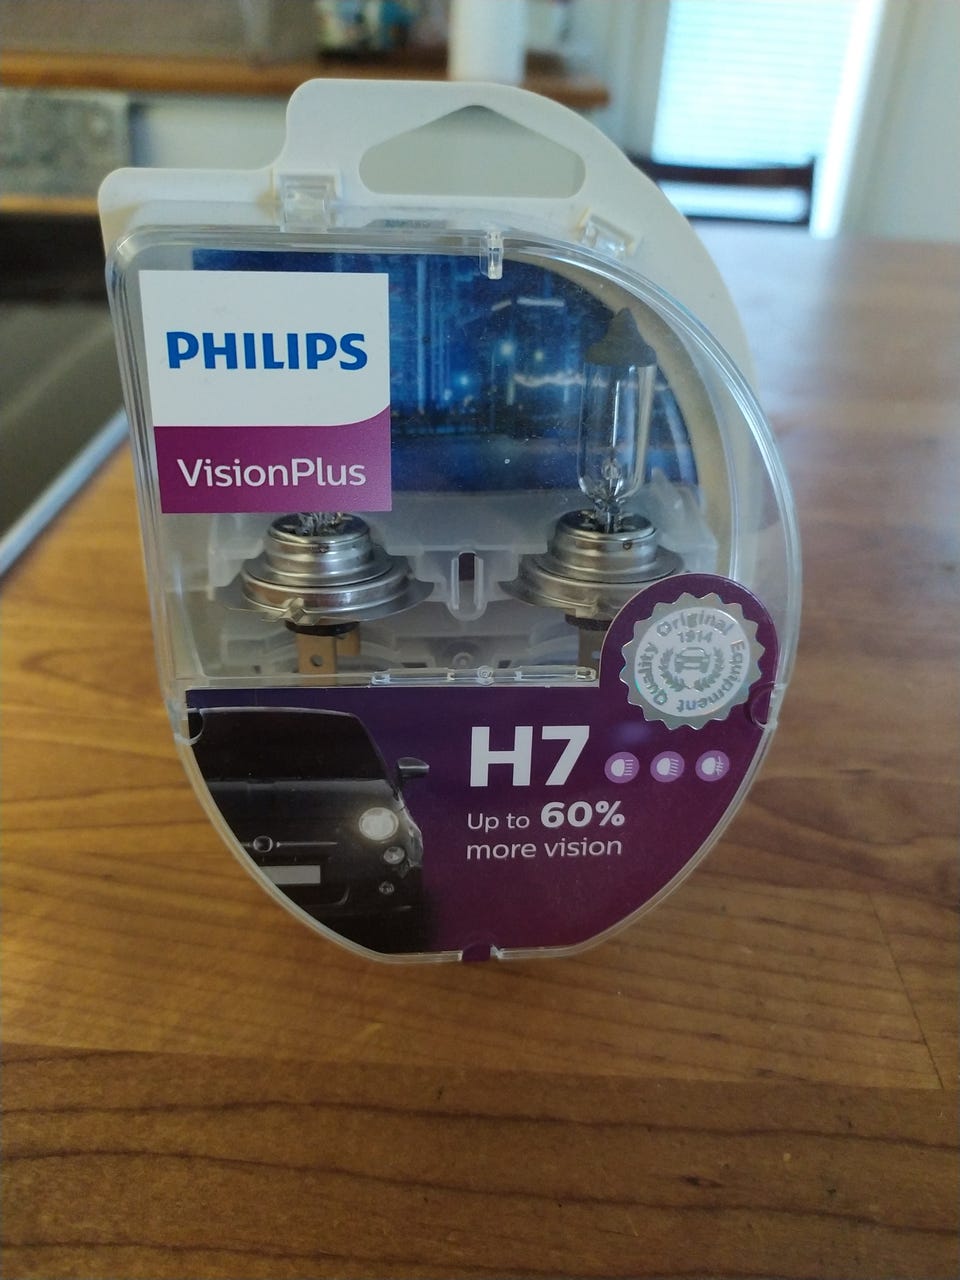 PHILIPS
VisionPlus
Original Equipment Quality
1914
H7
Up to 60%
more vision